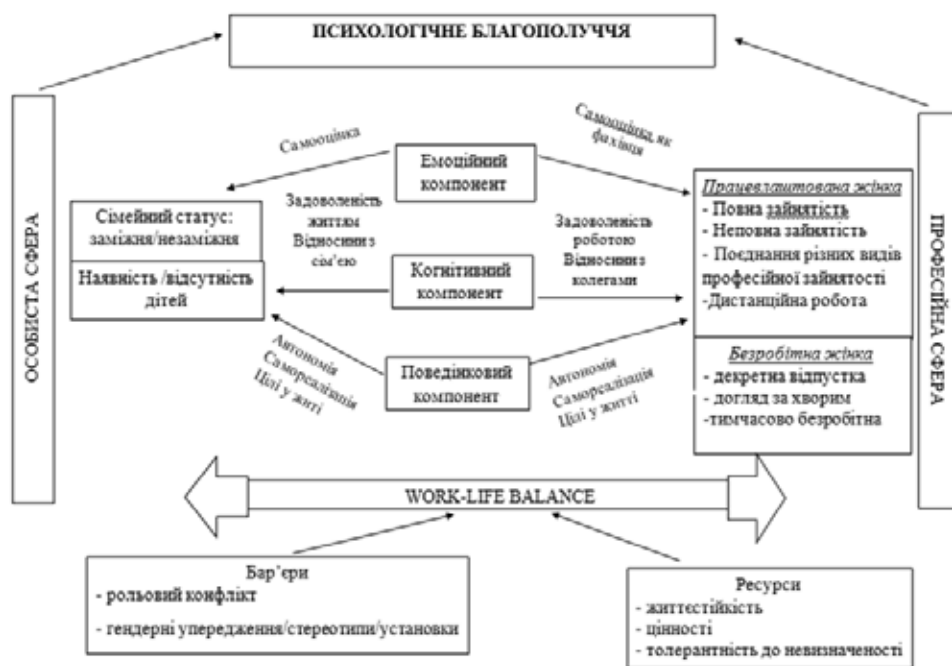 ПСИХОЛОГІЧНЕ БЛАГОПОЛУЧЧЯ
ОСОБИСТА СФЕРА
Самооцінка
Емоційний
компонент
Самооцінка, як
фахівця
Сімейний статус:
заміжня/незаміжня
Наявність /відсутність
дітей
Задоволеність
життям
Відносини з
сім’єю
Когнітивний
компонент
Задоволеність
роботою
Відносини з
колегами
Автономія
Саморсалізація
Цілі у житі
Поведінковий
компонент
Автономія
Саморсалізація
Цілі у житті
Працевлаштована жінка
- Повна зайнятість
- Неповна зайнятість
- Поєднання різних видів
професійної зайнятості
-Дистанційна робота
Безробітна жінка
- декретна відпустка
- догляд за хворим
-тимчасово безробітна
ПРОФЕСІЙНА СФЕРА
WORK-LIFE BALANCE
Бар’єри
- рольовий конфлікт
- гендерні упередження/стереотипи/установки
Ресурси
- життєстійкість
- цінності
- толерантність до невизначеності